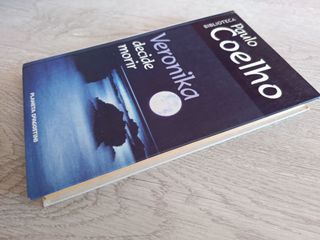 BIBLIOTECA
Paulo
Coelho
Veronika
decide
morir
PLANETA DEAGOSTINI